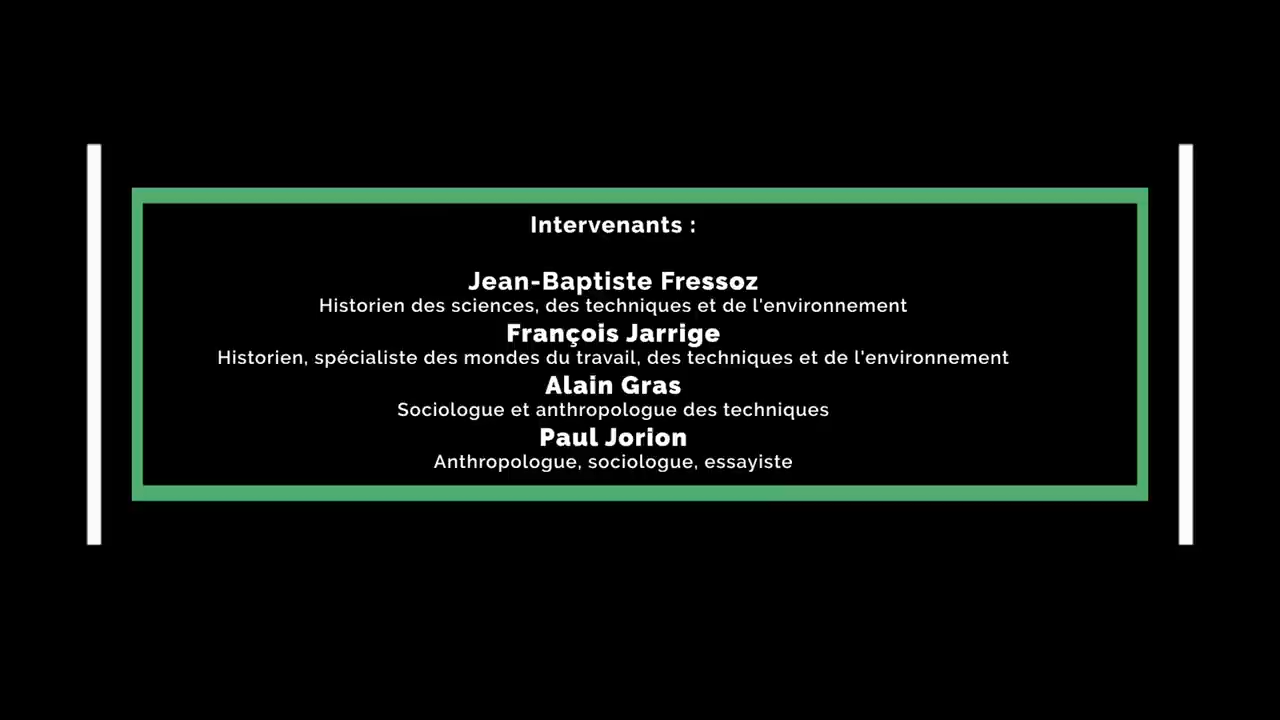 Intervenants :
Jean-Baptiste Fressoz
Historien des sciences, des techniques et de l'environnement
François Jarrige
Historien, spécialiste des mondes du travail, des techniques et de l'environnement
Alain Gras
Sociologue et anthropologue des techniques
Paul Jorion
Anthropologue, sociologue, essayiste